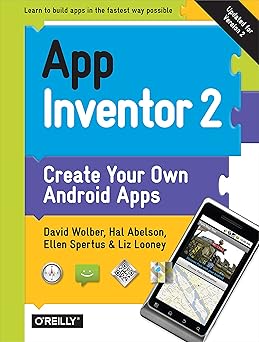 Learn to build apps in the fastest way possible
Updated for
Version 2
App
Inventor 2
Create Your Own
Android Apps
David Wolber, Hal Abelson,
Ellen Spertus & Liz Looney
O'REILLY®